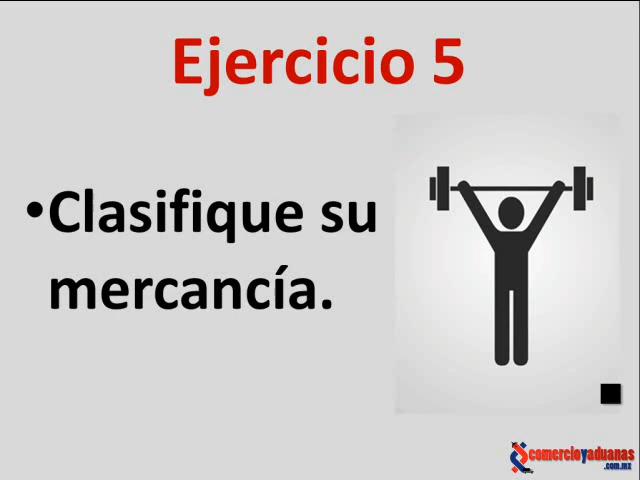 Ejercicio 5
•Clasifique su
mercancía.
comercioyaduanas
.com.mx